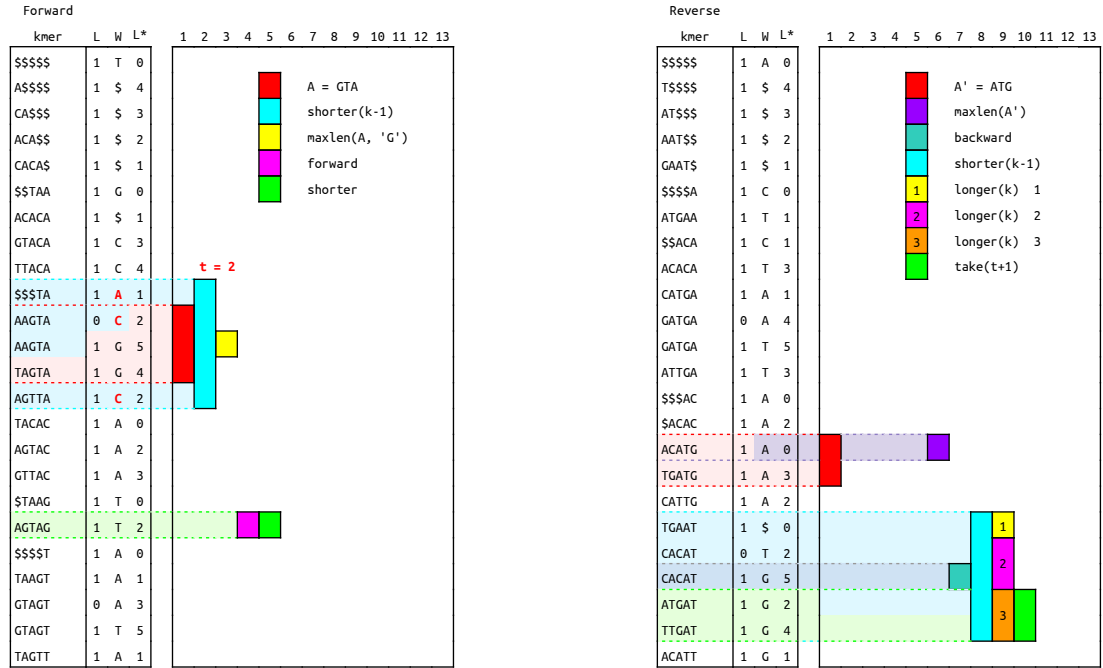 Forward
kmer L W L* 1 2 3 4 5 6 7 8 9 10 11 12 13
$$$$$ 1 T 0
A$$$$ 1 $ 4
CA$$$ 1 $ 3
ACA$$ 1 $ 2
CACA$ 1 $ 1
$$TAA 1 G 0
ACACA 1 $ 1
GTACA 1 C 3
TTACA 1 C 4
$$$TA 1 A 1
AAGTA 0 C 2
AAGTA 1 G 5
TAGTA 1 G 4
AGTTA 1 C 2
TACAC 1 A 0
AGTAC 1 A 2
GTTAC 1 A 3
$TAAG 1 T 0
AGTAG 1 T 2
$$$$T 1 A 0
TAAGT 1 A 1
GTAGT 0 A 3
GTAGT 1 T 5
TAGTT 1 A 1
t = 2
A = GTA
shorter(k-1)
maxlen(A, 'G')
forward
shorter
Reverse
kmer L W L* 1 2 3 4 5 6 7 8 9 10 11 12 13
$$$$$ 1 A 0
T$$$$ 1 $ 4
AT$$$ 1 $ 3
AAT$$ 1 $ 2
GAAT$ 1 $ 1
$$$$A 1 C 0
ATGAA 1 T 1
$$ACA 1 C 1
ACACA 1 T 3
CATGA 1 A 1
GATGA 0 A 4
GATGA 1 T 5
ATTGA 1 T 3
$$$AC 1 A 0
$ACAC 1 A 2
ACATG 1 A 0
TGATG 1 A 3
CATTG 1 A 2
TGAAT 1 $ 0
CACAT 0 T 2
CACAT 1 G 5
ATGAT 1 G 2
TTGAT 1 G 4
ACATT 1 G 1
A' = ATG
maxlen(A')
backward
shorter(k-1)
1 longer(k) 1
2 longer(k) 2
3 longer(k) 3
take(t+1)
1
2
3